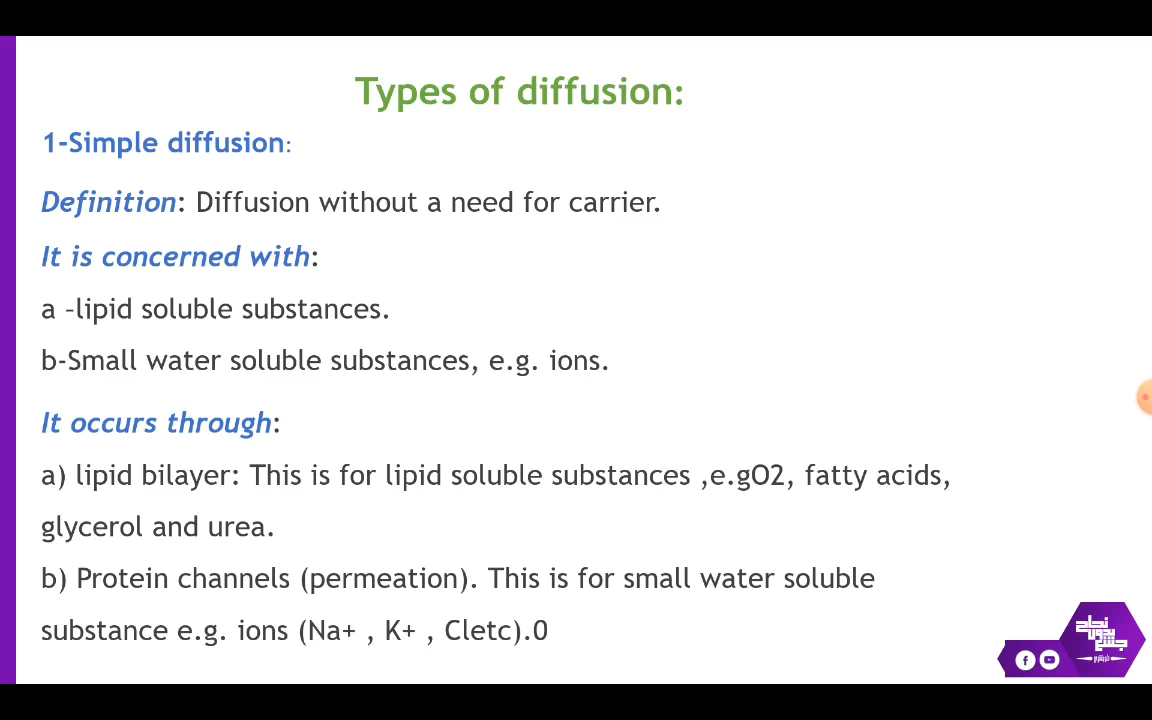 Types of diffusion:
1-Simple diffusion:
Definition: Diffusion without a need for carrier.
It is concerned with:
a –lipid soluble substances.
b-Small water soluble substances, e.g. ions.
It occurs through:
a) lipid bilayer: This is for lipid soluble substances ,e.gO2, fatty acids,
glycerol and urea.
b) Protein channels (permeation). This is for small water soluble
substance e.g. ions (Na+ , K+ , Cletc).0